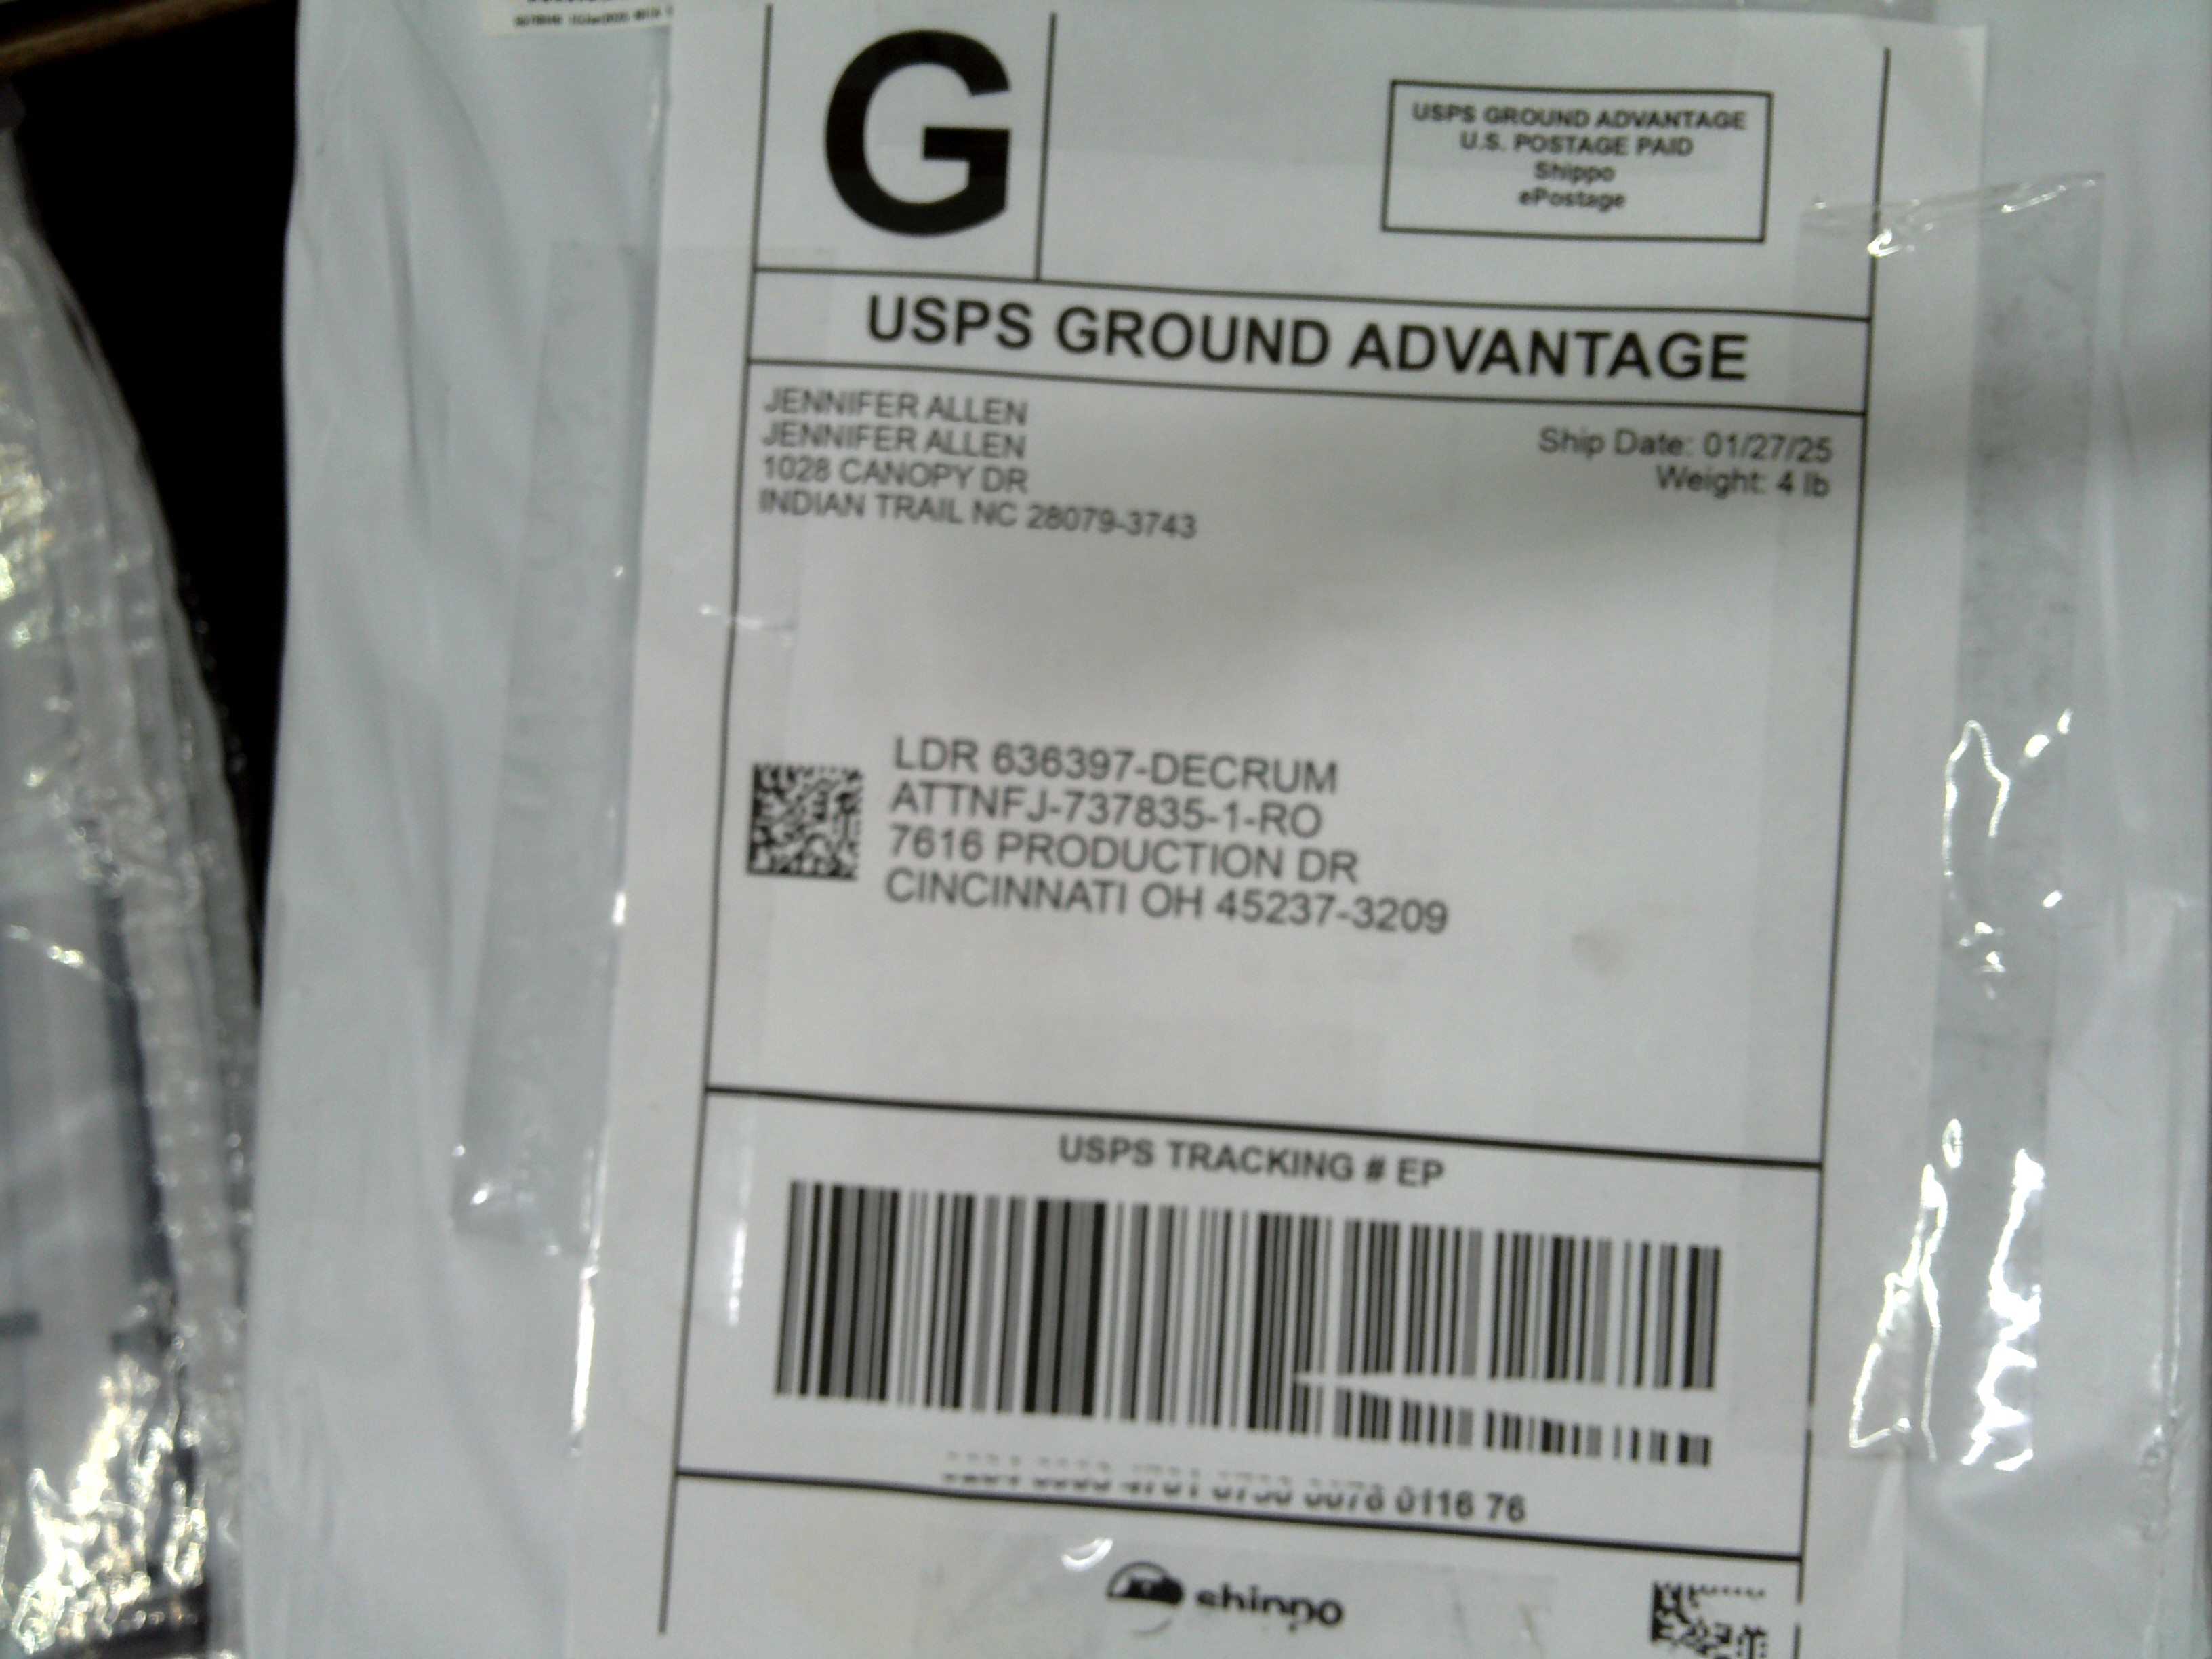 G
USPS GROUND ADVANTAGE
U.S. POSTAGE PAID
Shippo
ePostage
USPS GROUND ADVANTAGE
JENNIFER ALLEN
JENNIFER ALLEN
1028 CANOPY DR
INDIAN TRAIL NC 28079-3743
Ship Date: 01/27/25
Weight: 4 lb
LDR 636397-DECRUM
ATTNFJ-737835-1-RO
7616 PRODUCTION DR
CINCINNATI OH 45237-3209
USPS TRACKING # EP
0116 76
shippo